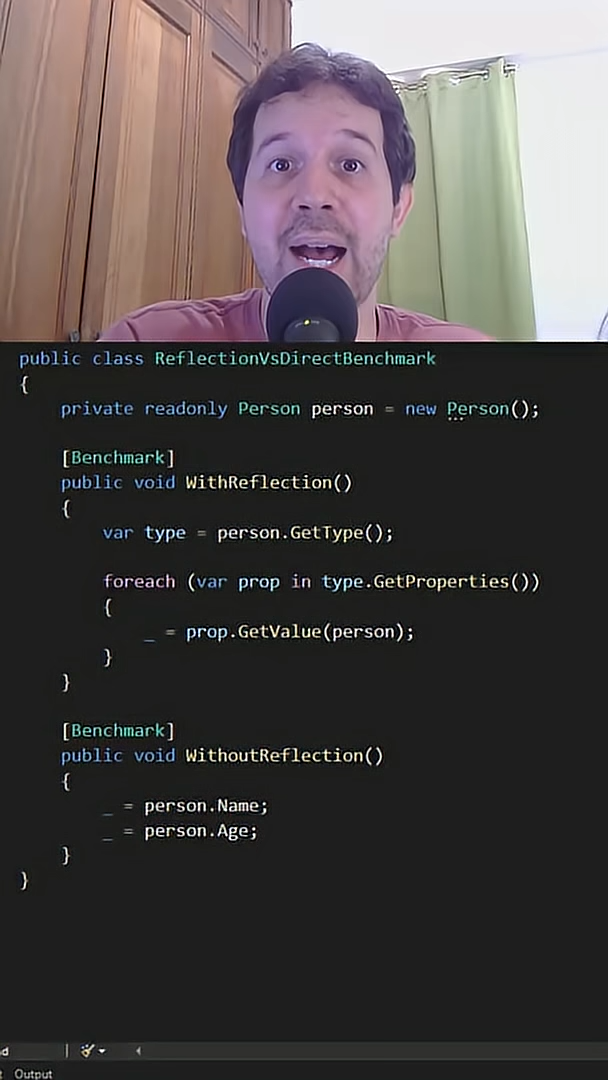 public class ReflectionVsDirectBenchmark
{
    private readonly Person person = new Person();

    [Benchmark]
    public void WithReflection()
    {
        var type = person.GetType();

        foreach (var prop in type.GetProperties())
        {
            _ = prop.GetValue(person);
        }
    }

    [Benchmark]
    public void WithoutReflection()
    {
        _ = person.Name;
        _ = person.Age;
    }
}
Output